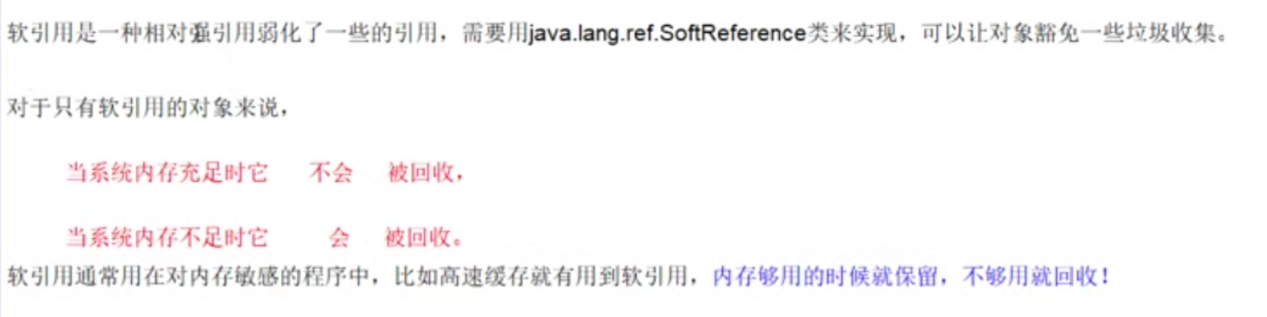 软引用是一种相对强引用弱化了一些的引用，需要用java.lang.ref.SoftReference类来实现，可以让对象豁免一些垃圾收集。
对于只有软引用的对象来说，
当系统内存充足时它 不会 被回收，
当系统内存不足时它 会 被回收。
软引用通常用在对内存敏感的程序中，比如高速缓存就有用到软引用，内存够用的时候就保留，不够用就回收！